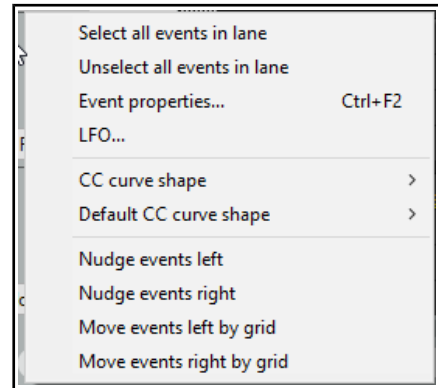 Select all events in lane
Unselect all events in lane
Event properties... Ctrl+F2
LFO...
CC curve shape >
Default CC curve shape >
Nudge events left
Nudge events right
Move events left by grid
Move events right by grid